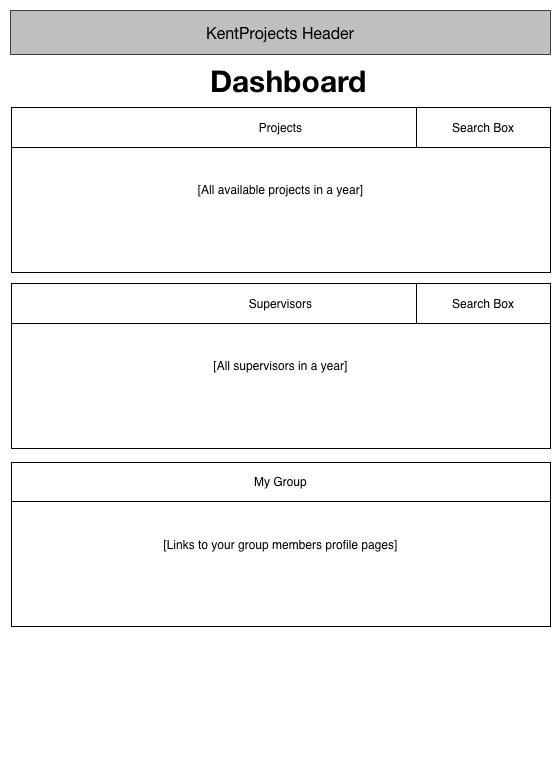 KentProjects Header
Dashboard
Projects
Search Box
[All available projects in a year]
Supervisors
Search Box
[All supervisors in a year]
My Group
[Links to your group members profile pages]